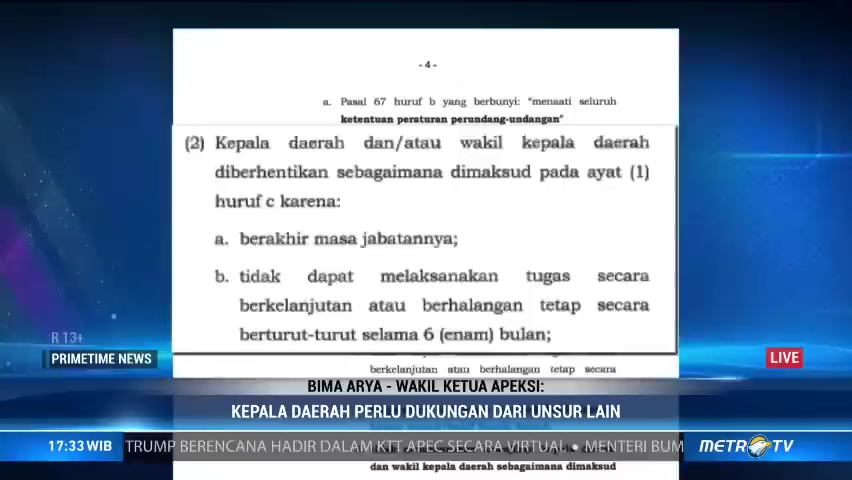 - 4 -
a. Pasal 67 huruf b yang berbunyi: "menaati seluruh
ketentuan peraturan perundang-undangan"
(2) Kepala daerah dan/atau wakil kepala daerah
diberhentikan sebagaimana dimaksud pada ayat (1)
huruf c karena:
a. berakhir masa jabatannya;
b. tidak dapat melaksanakan tugas secara
berkelanjutan atau berhalangan tetap secara
berturut-turut selama 6 (enam) bulan;
berkelanjutan atau berhalangan tetap secara
R 13+
PRIMETIME NEWS
LIVE
BIMA ARYA - WAKIL KETUA APEKSI:
KEPALA DAERAH PERLU DUKUNGAN DARI UNSUR LAIN
17:33 WIB
TRUMP BERENCANA HADIR DALAM KTT APEC SECARA VIRTUAL • MENTERI BUM
METRO TV
dan wakil kepala daerah sebagaimana dimaksud